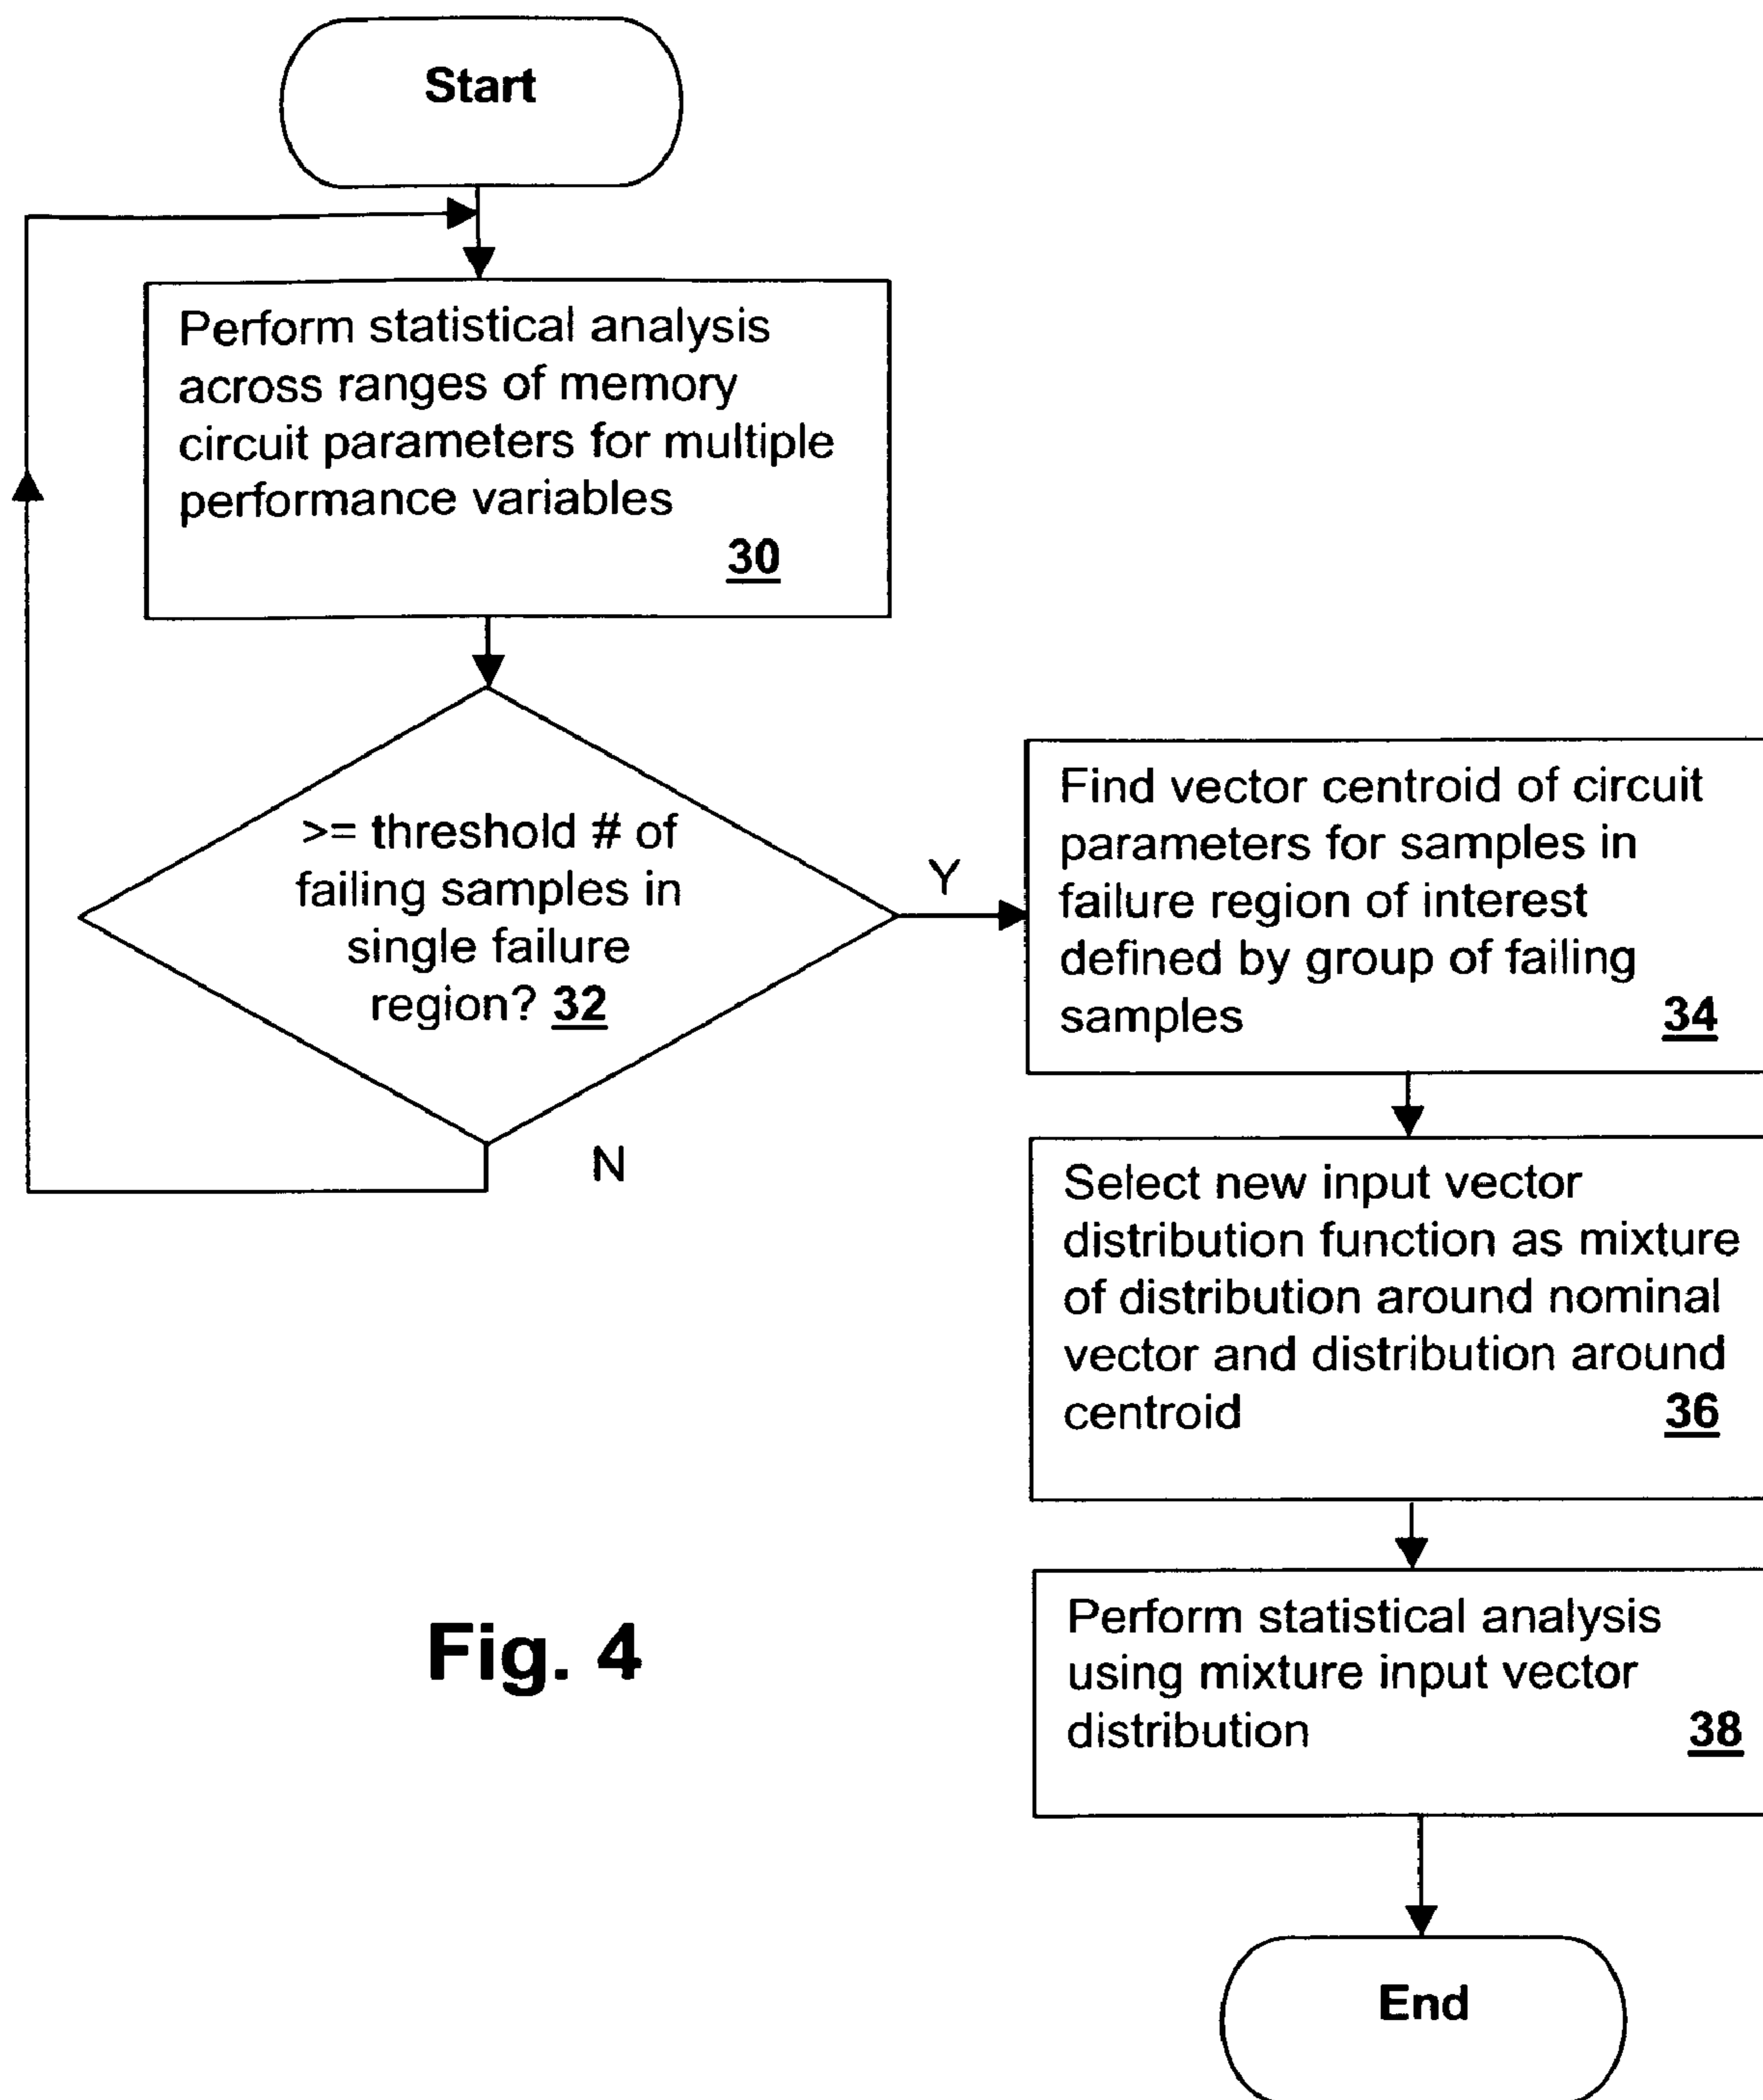 Start
Perform statistical analysis
across ranges of memory
circuit parameters for multiple
performance variables
30
>= threshold # of
failing samples in
single failure
region? 32
Y
N
Find vector centroid of circuit
parameters for samples in
failure region of interest
defined by group of failing
samples 34
Select new input vector
distribution function as mixture
of distribution around nominal
vector and distribution around
centroid 36
Perform statistical analysis
using mixture input vector
distribution 38
End
Fig. 4